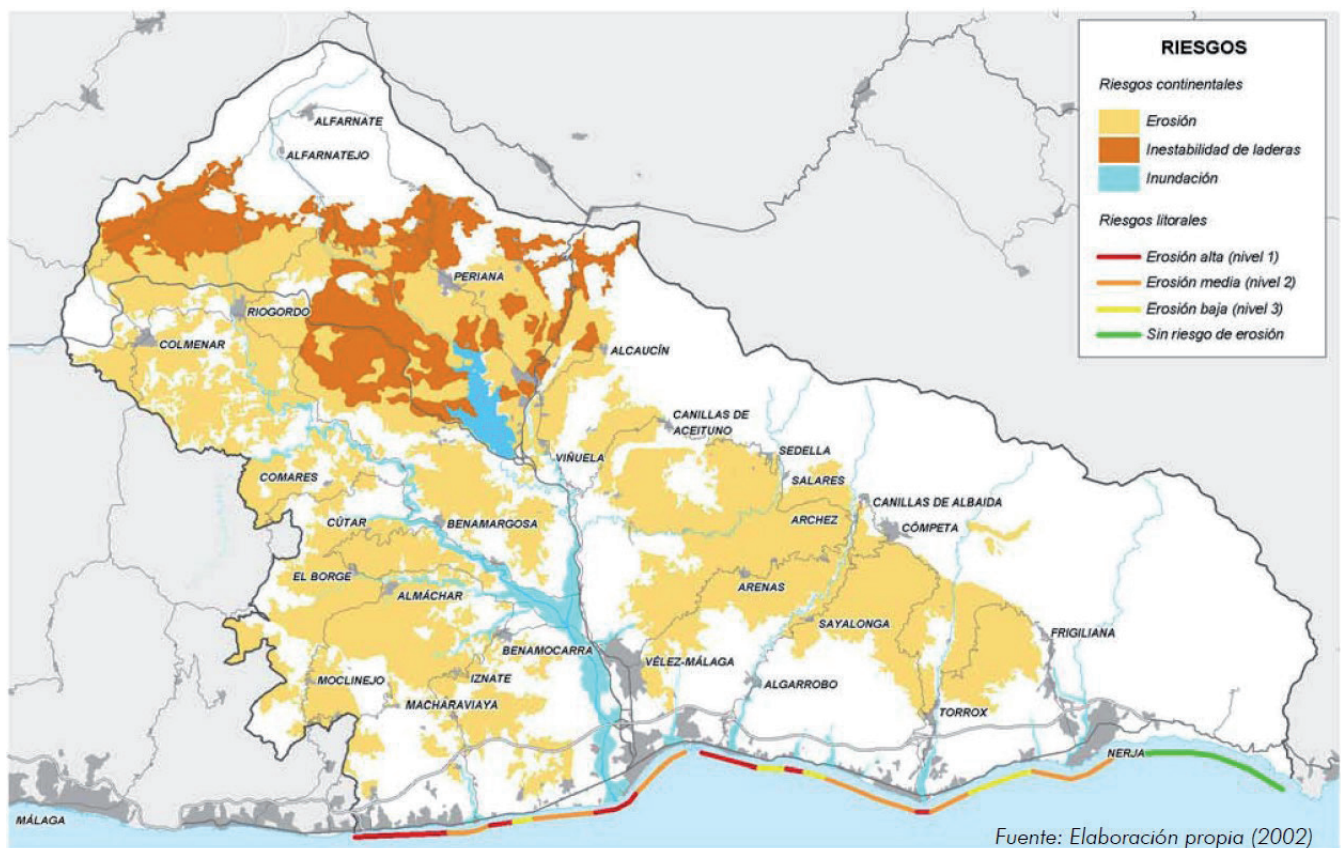 RIESGOS
Riesgos continentales
Erosión
Inestabilidad de laderas
Inundación
Riesgos litorales
Erosión alta (nivel 1)
Erosión media (nivel 2)
Erosión baja (nivel 3)
Sin riesgo de erosión
ALFARNATE
ALFARNATEJO
PERIANA
RIOGORDO
COLMENAR
ALCAUCÍN
CANILLAS DE
ACEITUNO
SEDELLA
VIÑUELA
SALARES
COMARES
CANILLAS DE ALBAIDA
CÚTAR
BENAMARGOSA
ARCHEZ
CÓMPETA
EL BORGE
ALMÁCHAR
ARENAS
SAYALONGA
FRIGILIANA
BENAMOCARRA
VÉLEZ-MÁLAGA
MOCLINEJO
IZNATE
ALGARROBO
MACHARAVIAYA
TORROX
NERJA
MÁLAGA
Fuente: Elaboración propia (2002)